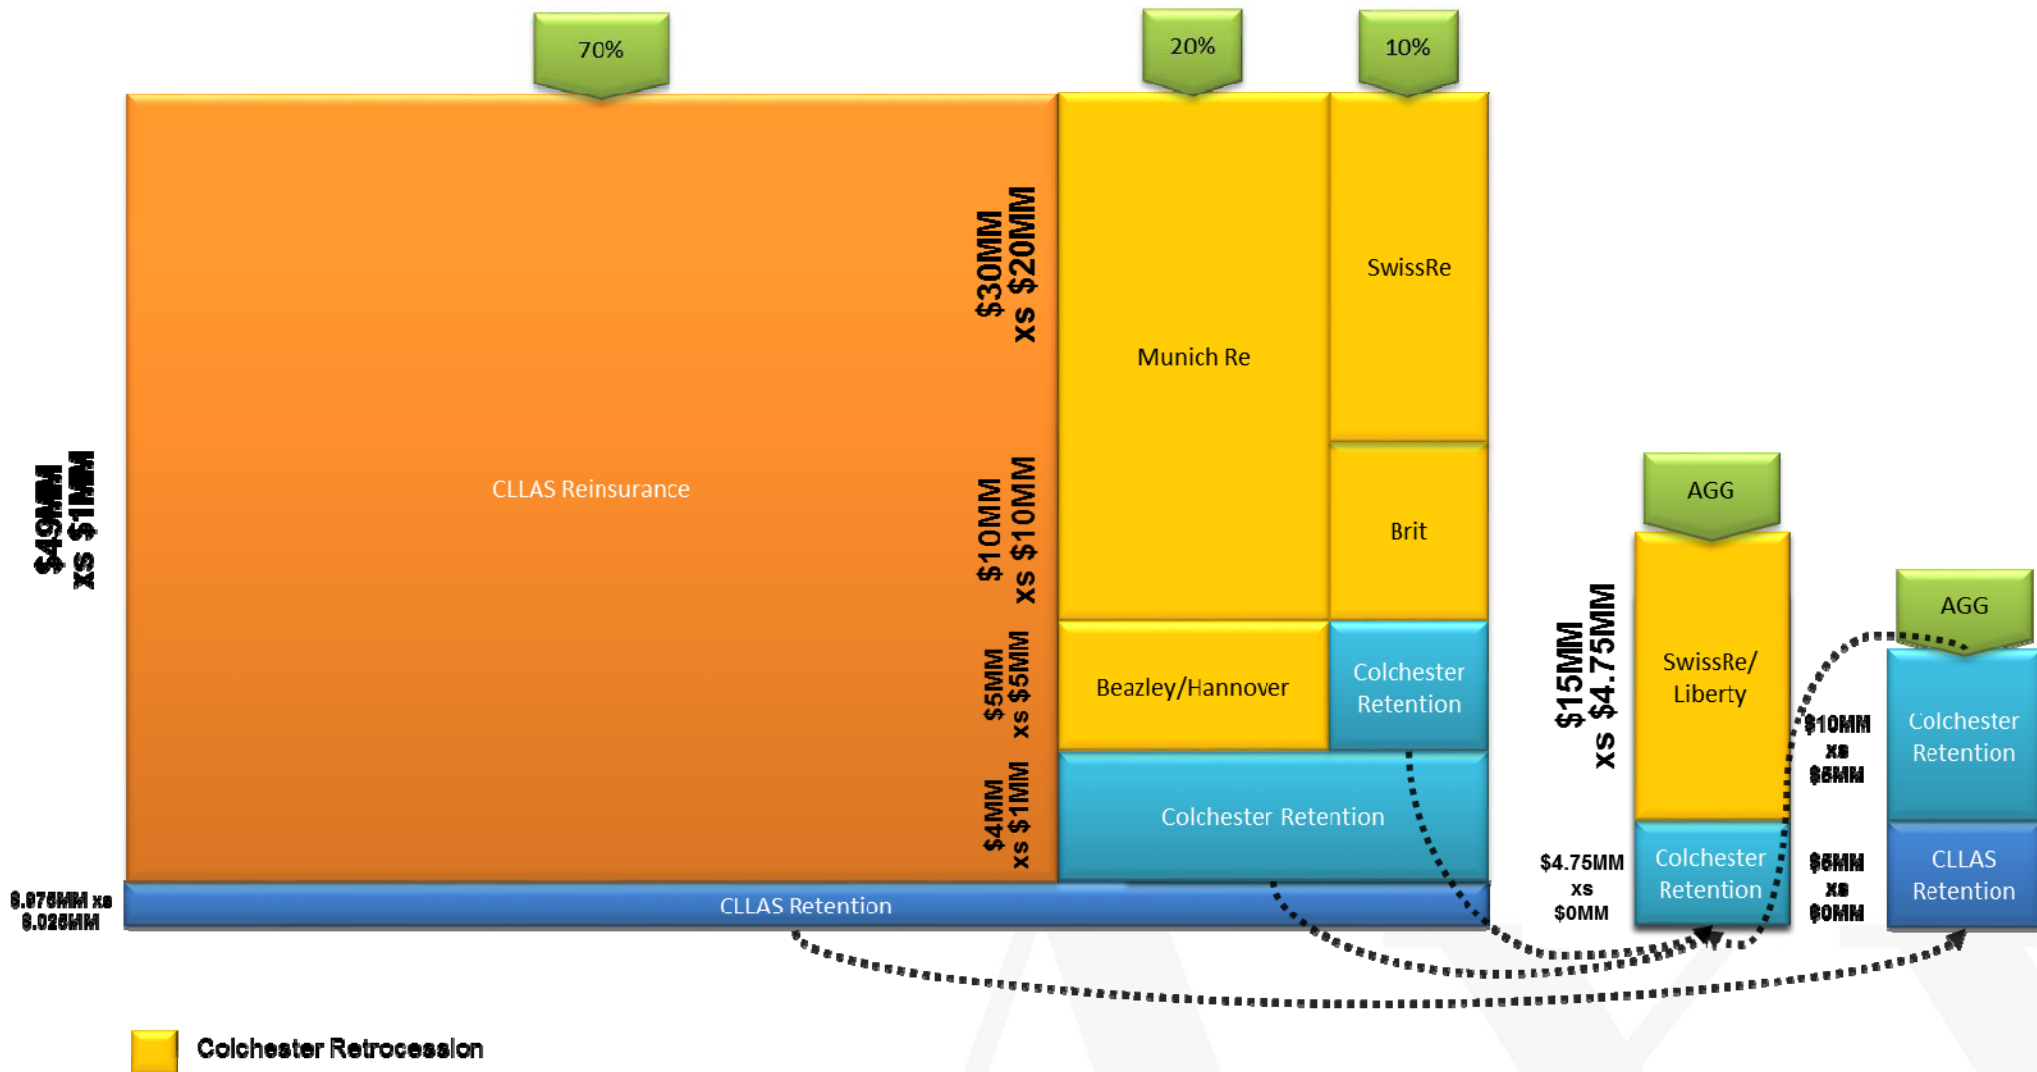 70%
20%
10%
$49MM
xs $1MM
CLLAS Reinsurance
$30MM
xs $20MM
Munich Re
SwissRe
$10MM
xs $10MM
Brit
$5MM
xs $5MM
Beazley/Hannover
Colchester
Retention
$4MM
xs $1MM
Colchester Retention
$.975MM xs
$.025MM
CLLAS Retention
AGG
$15MM
xs $4.75MM
SwissRe/
Liberty
$4.75MM
xs
$0MM
Colchester
Retention
AGG
$10MM
xs
$5MM
Colchester
Retention
$5MM
xs
$0MM
CLLAS
Retention
Colchester Retrocession